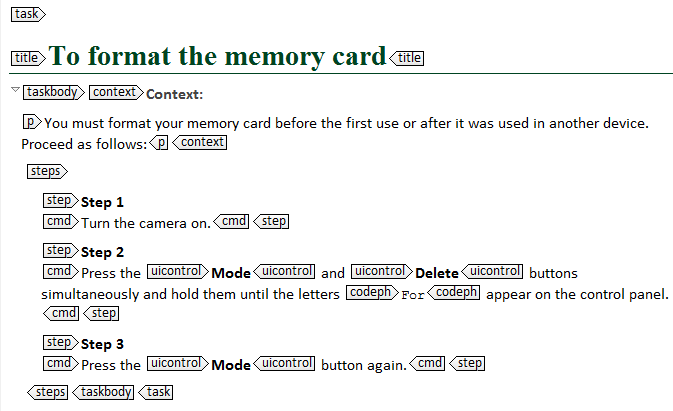 task
title To format the memory card title
taskbody context Context:
p You must format your memory card before the first use or after it was used in another device.
Proceed as follows: p context
steps
step Step 1
cmd Turn the camera on. cmd step
step Step 2
cmd Press the uicontrol Mode uicontrol and uicontrol Delete uicontrol buttons
simultaneously and hold them until the letters codeph For codeph appear on the control panel.
cmd step
step Step 3
cmd Press the uicontrol Mode uicontrol button again. cmd step
steps taskbody task